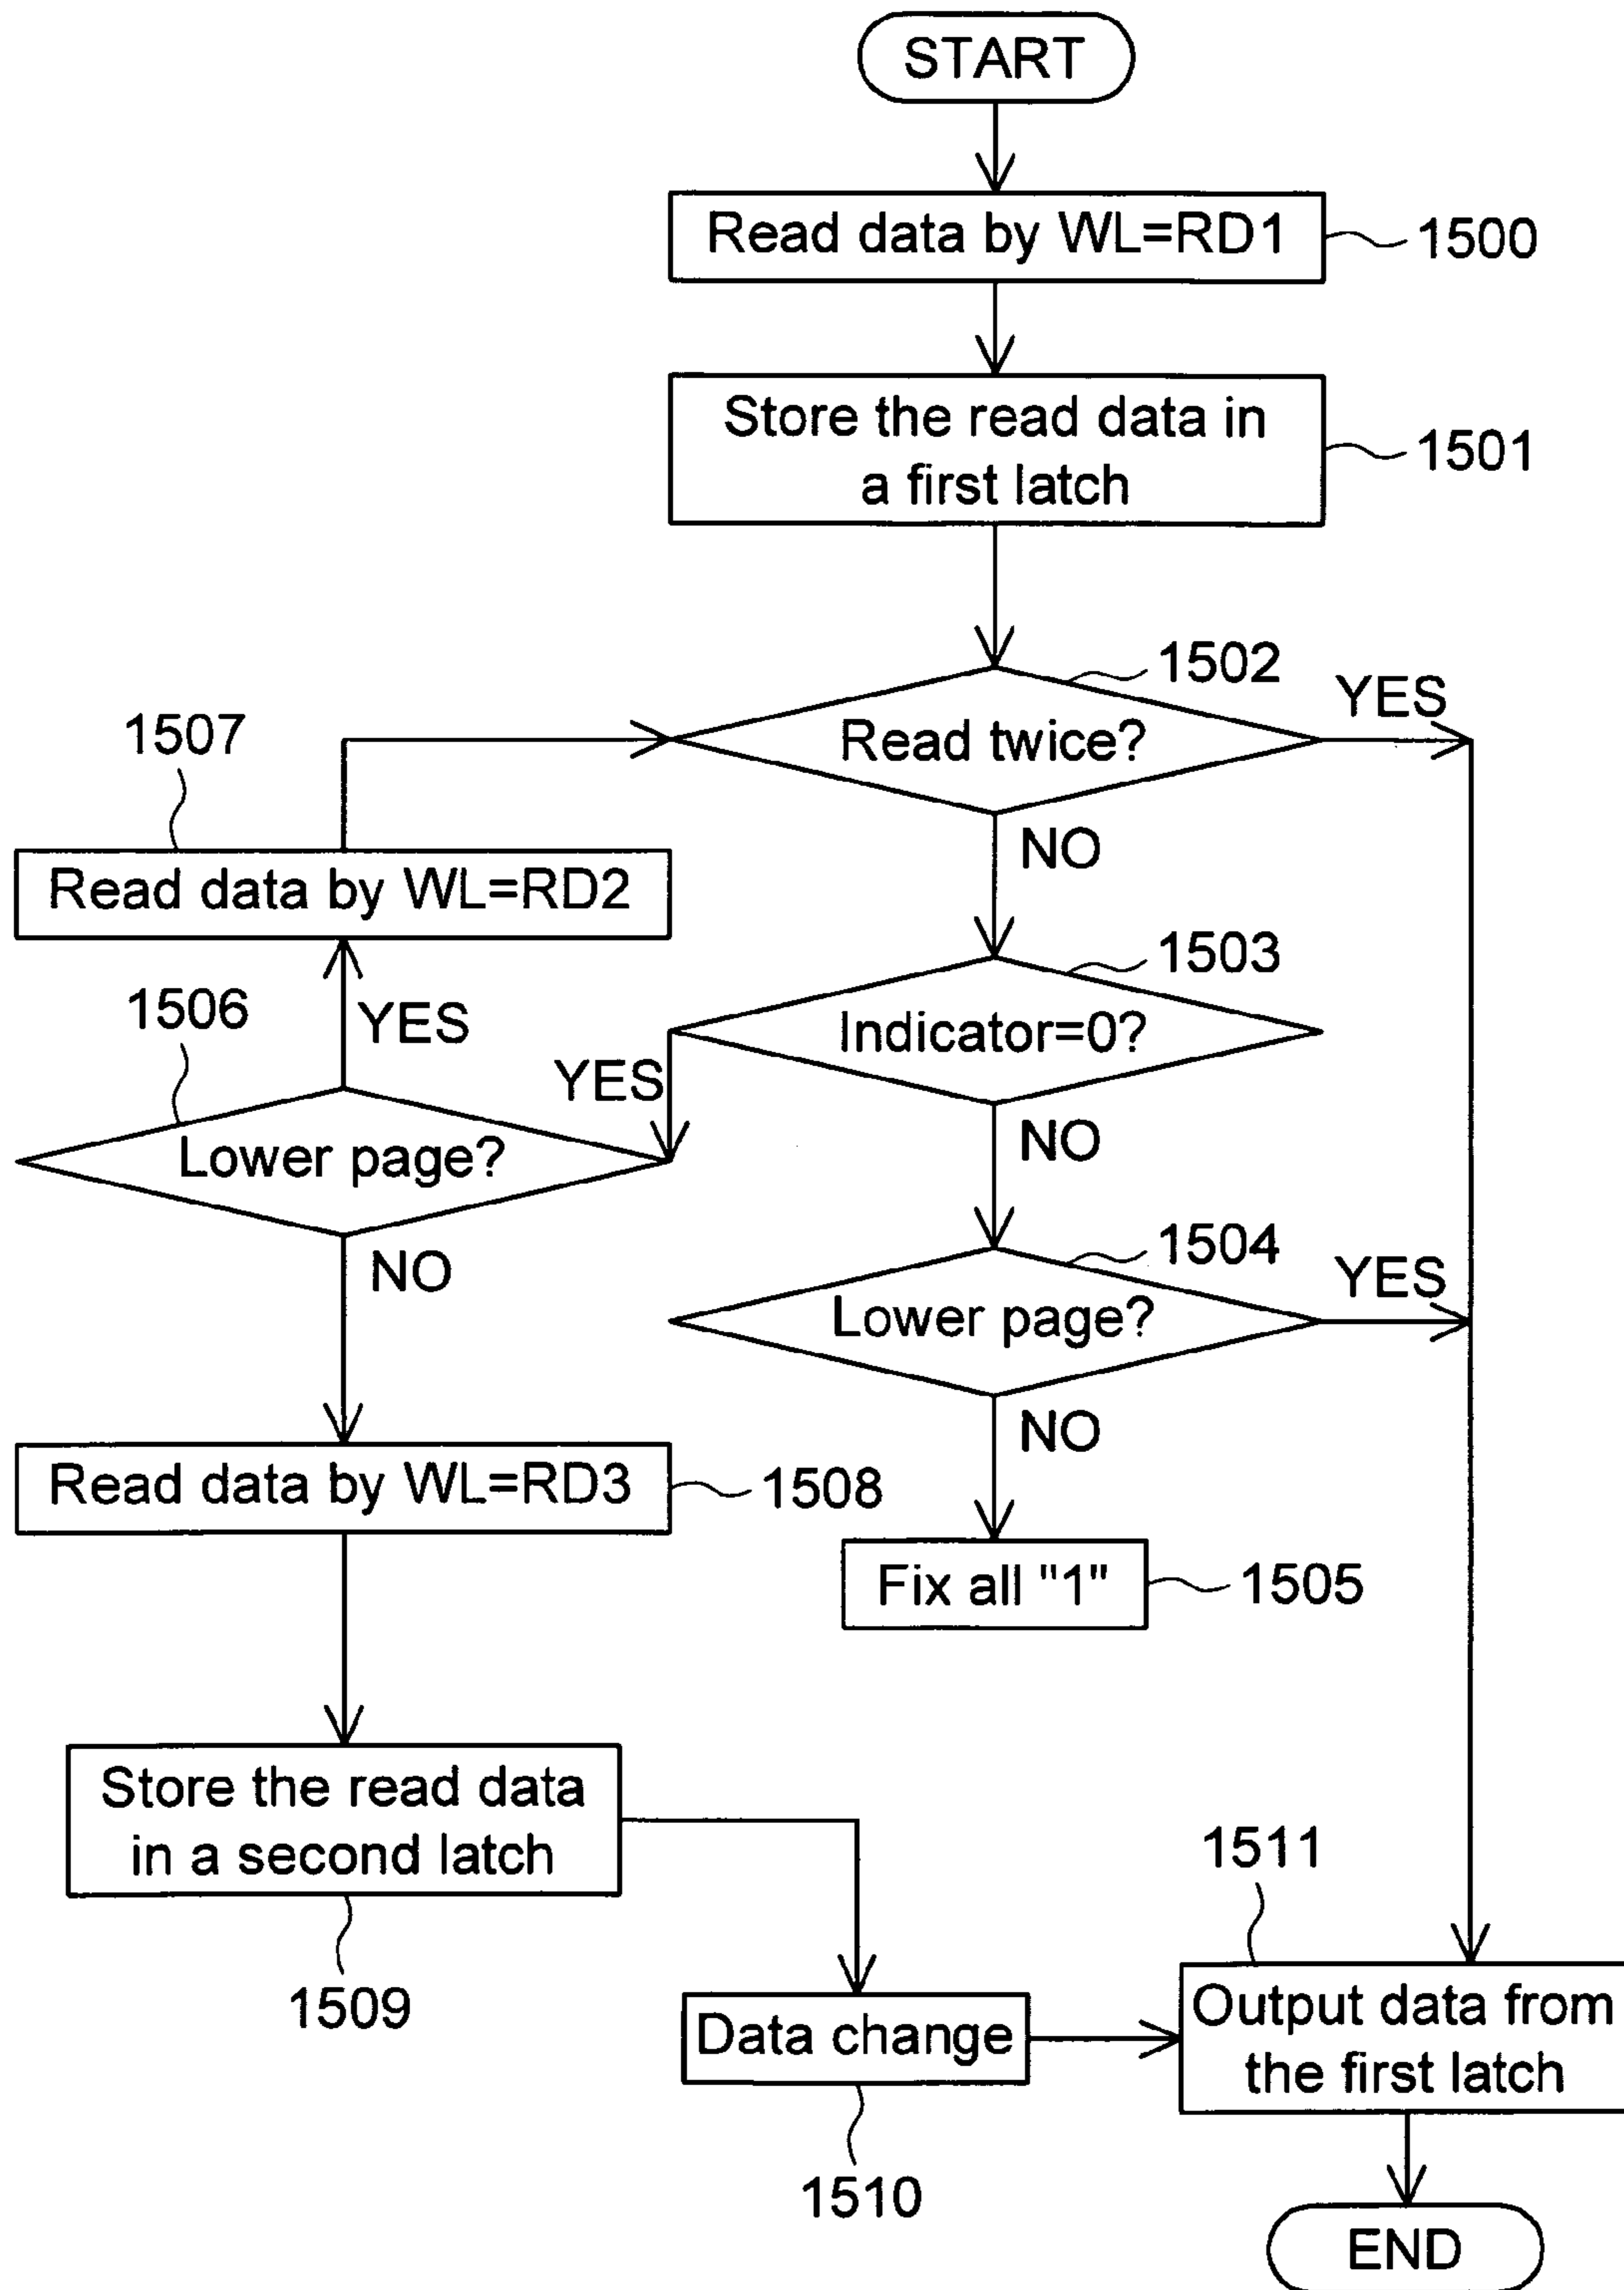 START
Read data by WL=RD1
1500
Store the read data in
a first latch
1501
1502
Read twice?
YES
NO
1507
Read data by WL=RD2
1503
Indicator=0?
YES
NO
1506
YES
Lower page?
NO
1504
Lower page?
YES
NO
Read data by WL=RD3
1508
Fix all "1"
1505
Store the read data
in a second latch
1509
Data change
1510
1511
Output data from
the first latch
END